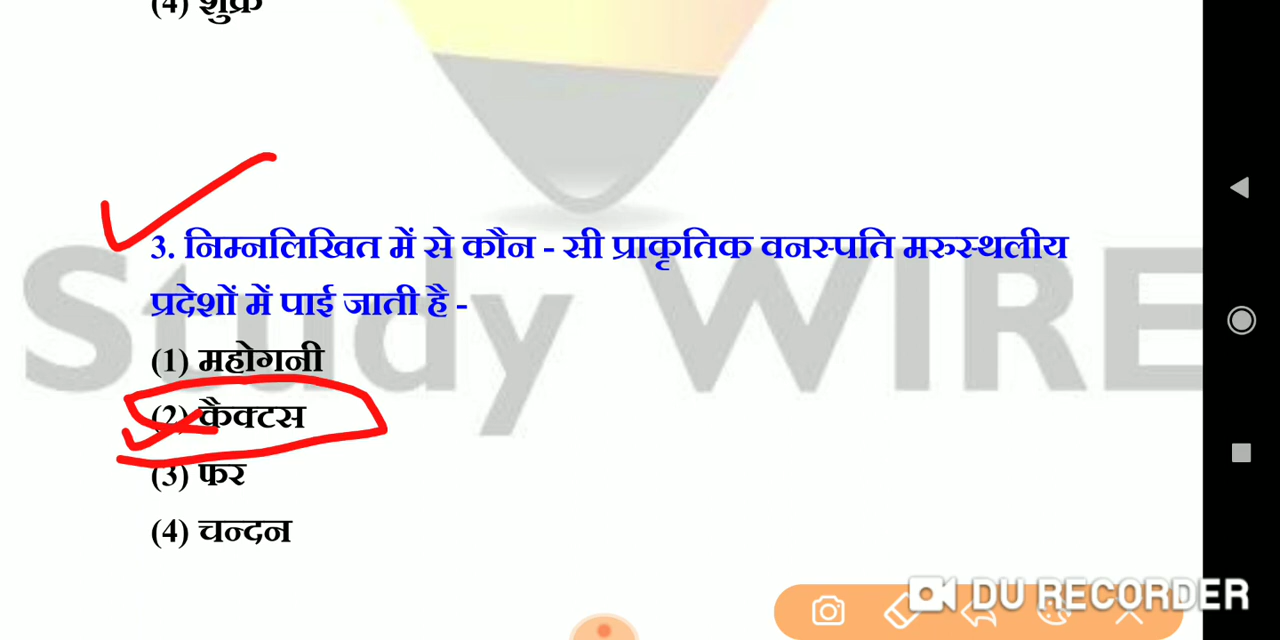 (4) शुक्र
3. निम्नलिखित में से कौन - सी प्राकृतिक वनस्पति मरुस्थलीय
प्रदेशों में पाई जाती है -
(1) महोगनी
(2) कैक्टस
(3) फर
(4) चन्दन
Study WIRE
DU RECORDER